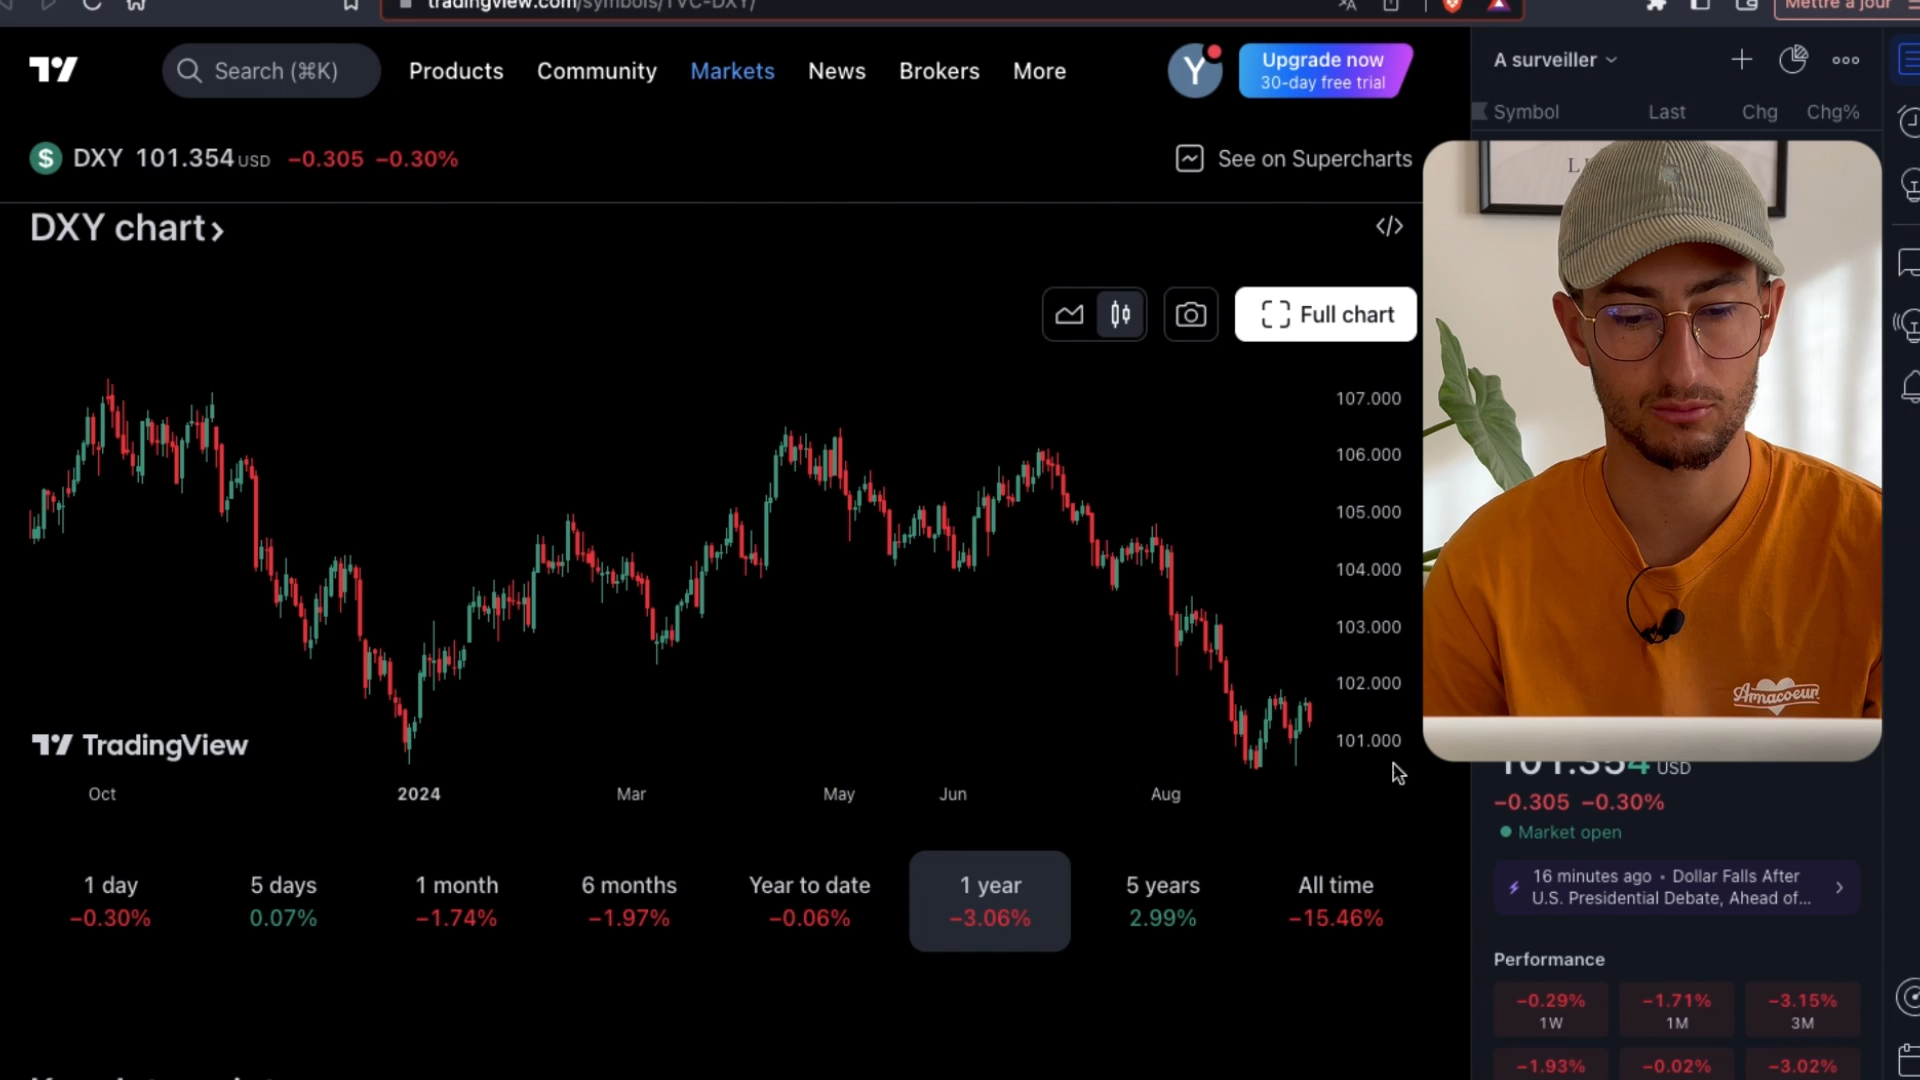 tradingview.com/symbols/TVC-DXY/
Mettre à jour
Search (⌘K)
Products
Community
Markets
News
Brokers
More
Y
Upgrade now
30-day free trial
A surveiller
Symbol
Last
Chg
Chg%
DXY 101.354 USD −0.305 −0.30%
See on Supercharts
DXY chart ›
</>
Full chart
107.000
106.000
105.000
104.000
103.000
102.000
101.000
TradingView
Oct
2024
Mar
May
Jun
Aug
1 day
−0.30%
5 days
0.07%
1 month
−1.74%
6 months
−1.97%
Year to date
−0.06%
1 year
−3.06%
5 years
2.99%
All time
−15.46%
Amacoeur
101.354 USD
−0.305 −0.30%
Market open
16 minutes ago • Dollar Falls After
U.S. Presidential Debate, Ahead of...
Performance
−0.29%
1W
−1.71%
1M
−3.15%
3M
−1.93%
−0.02%
−3.02%